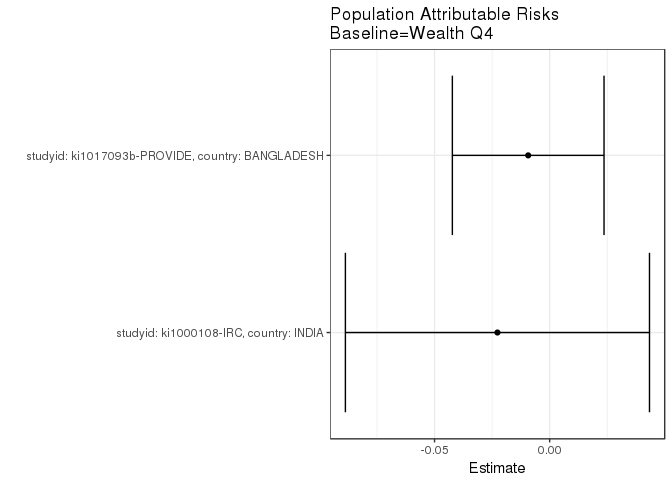 Population Attributable Risks
Baseline=Wealth Q4
studyid: ki1017093b-PROVIDE, country: BANGLADESH
studyid: ki1000108-IRC, country: INDIA
-0.05
0.00
Estimate